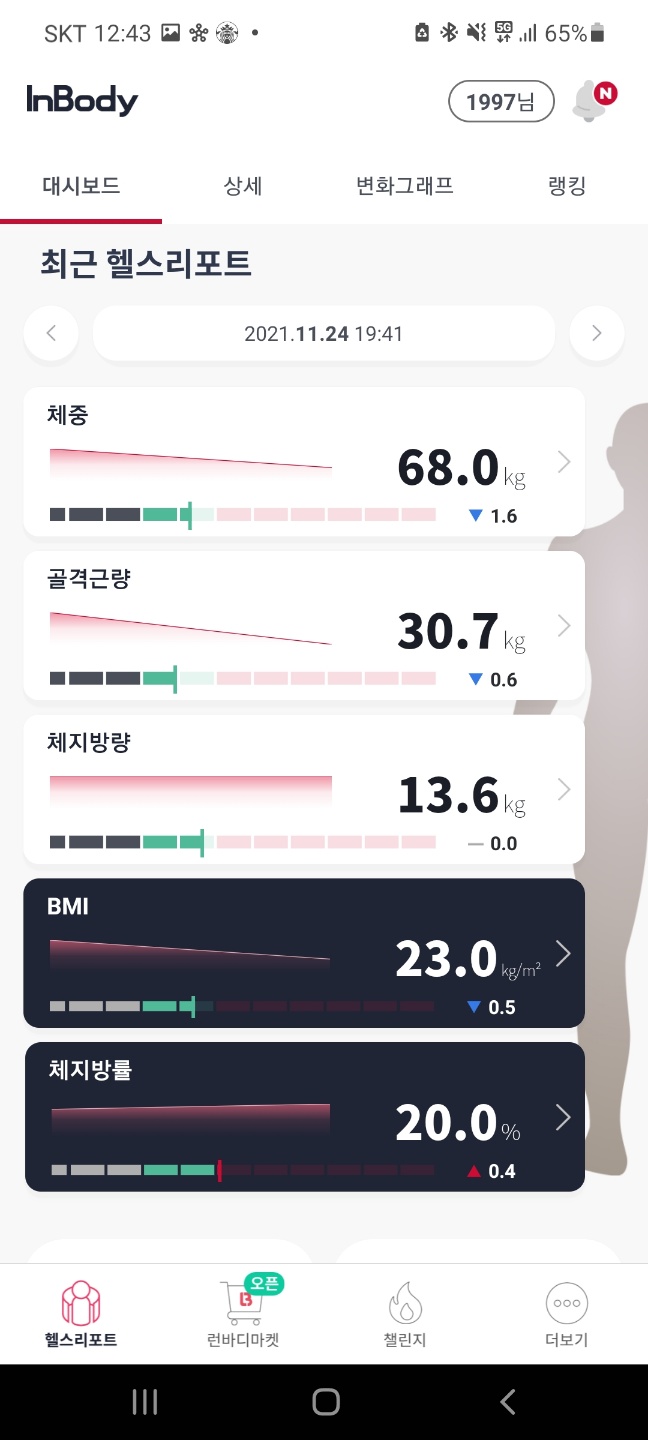 SKT 12:43
5G 65%
InBody
1997님
N
대시보드 상세 변화그래프 랭킹
최근 헬스리포트
2021.11.24 19:41
체중
68.0 kg
▼ 1.6
골격근량
30.7 kg
▼ 0.6
체지방량
13.6 kg
— 0.0
BMI
23.0 kg/m²
▼ 0.5
체지방률
20.0 %
▲ 0.4
오픈
헬스리포트 런바디마켓 챌린지 더보기